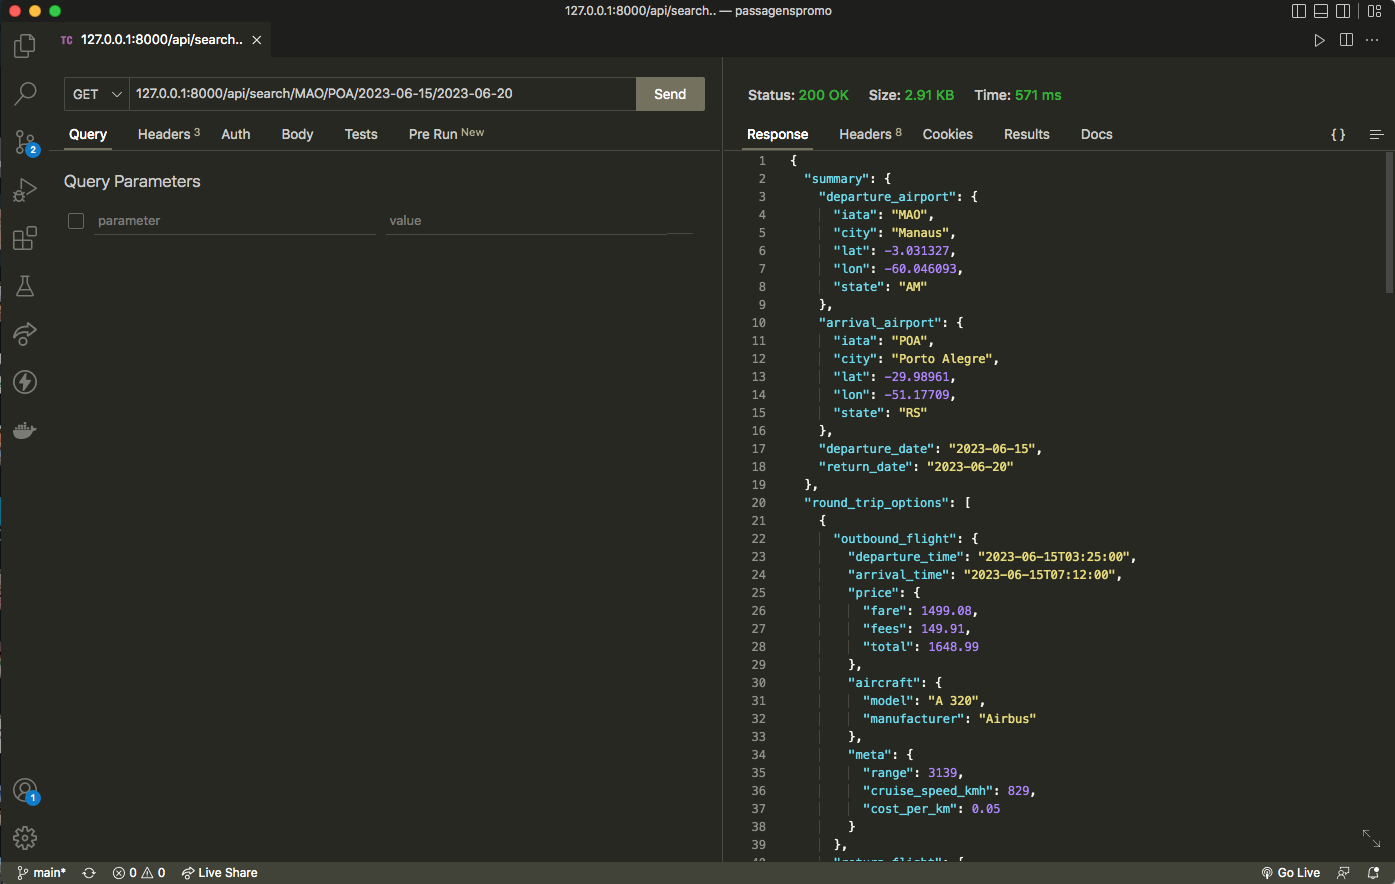 127.0.0.1:8000/api/search.. — passagenspromo
TC 127.0.0.1:8000/api/search..
GET 127.0.0.1:8000/api/search/MAO/POA/2023-06-15/2023-06-20 Send
Query Headers 3 Auth Body Tests Pre Run New
Query Parameters
parameter value
2
1
Status: 200 OK Size: 2.91 KB Time: 571 ms
Response Headers 8 Cookies Results Docs { }
1 {
2 "summary": {
3 "departure_airport": {
4 "iata": "MAO",
5 "city": "Manaus",
6 "lat": -3.031327,
7 "lon": -60.046093,
8 "state": "AM"
9 },
10 "arrival_airport": {
11 "iata": "POA",
12 "city": "Porto Alegre",
13 "lat": -29.98961,
14 "lon": -51.17709,
15 "state": "RS"
16 },
17 "departure_date": "2023-06-15",
18 "return_date": "2023-06-20"
19 },
20 "round_trip_options": [
21 {
22 "outbound_flight": {
23 "departure_time": "2023-06-15T03:25:00",
24 "arrival_time": "2023-06-15T07:12:00",
25 "price": {
26 "fare": 1499.08,
27 "fees": 149.91,
28 "total": 1648.99
29 },
30 "aircraft": {
31 "model": "A 320",
32 "manufacturer": "Airbus"
33 },
34 "meta": {
35 "range": 3139,
36 "cruise_speed_kmh": 829,
37 "cost_per_km": 0.05
38 }
39 },
40 "return_flight": {
main* 0 0 Live Share Go Live